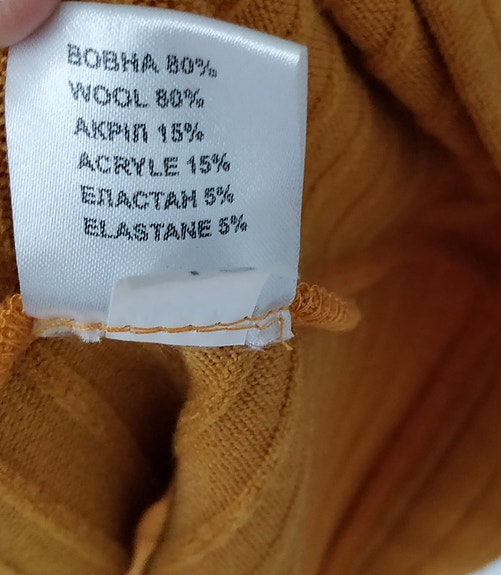 ВОВНА 80%
WOOL 80%
АКРІЛ 15%
ACRYLE 15%
ЕЛАСТАН 5%
ELASTANE 5%